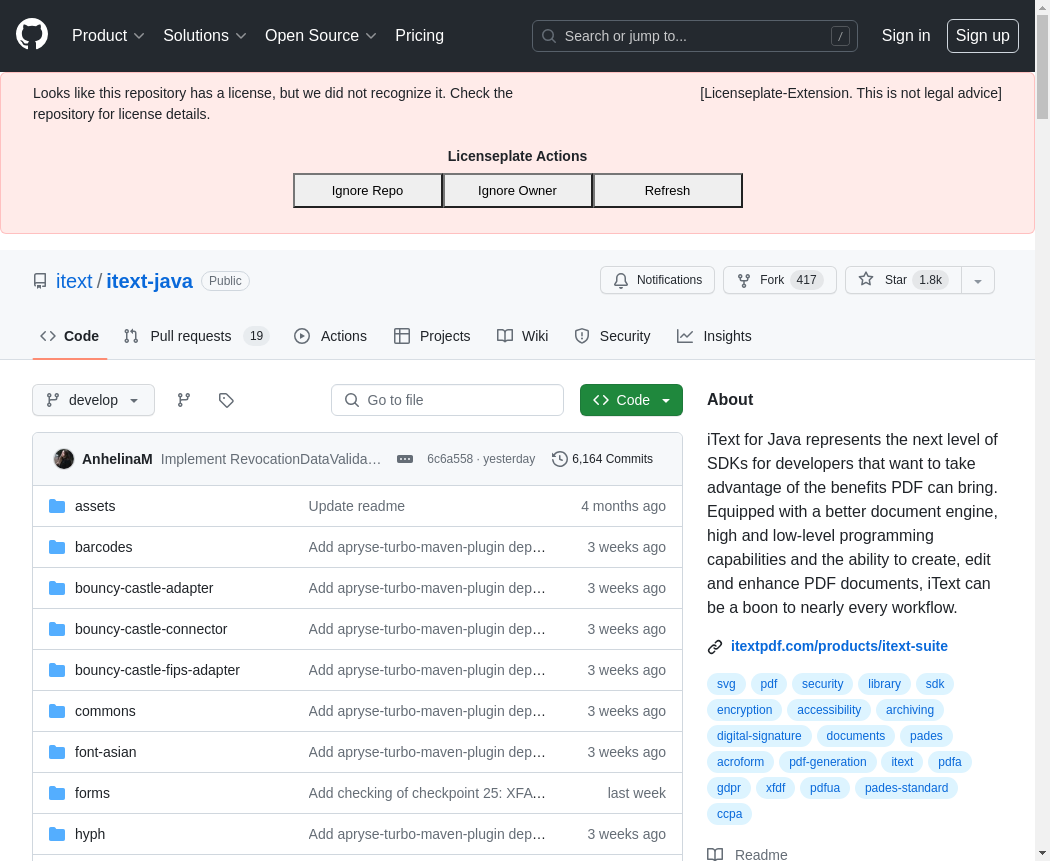 Product Solutions Open Source Pricing Search or jump to... / Sign in Sign up
Looks like this repository has a license, but we did not recognize it. Check the
repository for license details.
[Licenseplate-Extension. This is not legal advice]
Licenseplate Actions
Ignore Repo Ignore Owner Refresh
itext / itext-java Public Notifications Fork 417 Star 1.8k
Code Pull requests 19 Actions Projects Wiki Security Insights
develop Go to file Code
AnhelinaM Implement RevocationDataValida… 6c6a558 · yesterday 6,164 Commits
assets Update readme 4 months ago
barcodes Add apryse-turbo-maven-plugin dep… 3 weeks ago
bouncy-castle-adapter Add apryse-turbo-maven-plugin dep… 3 weeks ago
bouncy-castle-connector Add apryse-turbo-maven-plugin dep… 3 weeks ago
bouncy-castle-fips-adapter Add apryse-turbo-maven-plugin dep… 3 weeks ago
commons Add apryse-turbo-maven-plugin dep… 3 weeks ago
font-asian Add apryse-turbo-maven-plugin dep… 3 weeks ago
forms Add checking of checkpoint 25: XFA… last week
hyph Add apryse-turbo-maven-plugin dep… 3 weeks ago
About
iText for Java represents the next level of
SDKs for developers that want to take
advantage of the benefits PDF can bring.
Equipped with a better document engine,
high and low-level programming
capabilities and the ability to create, edit
and enhance PDF documents, iText can
be a boon to nearly every workflow.
itextpdf.com/products/itext-suite
svg pdf security library sdk
encryption accessibility archiving
digital-signature documents pades
acroform pdf-generation itext pdfa
gdpr xfdf pdfua pades-standard
ccpa
Readme